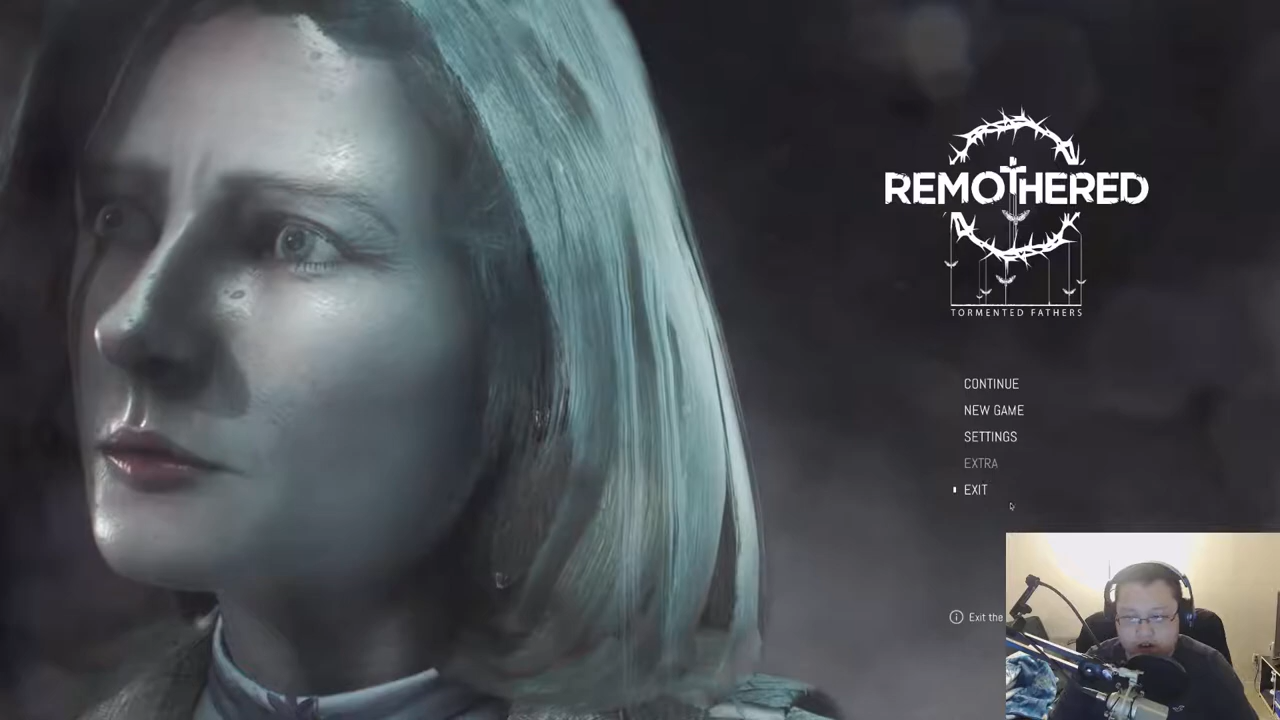 REMOTHERED
TORMENTED FATHERS
CONTINUE
NEW GAME
SETTINGS
EXTRA
EXIT
Exit the